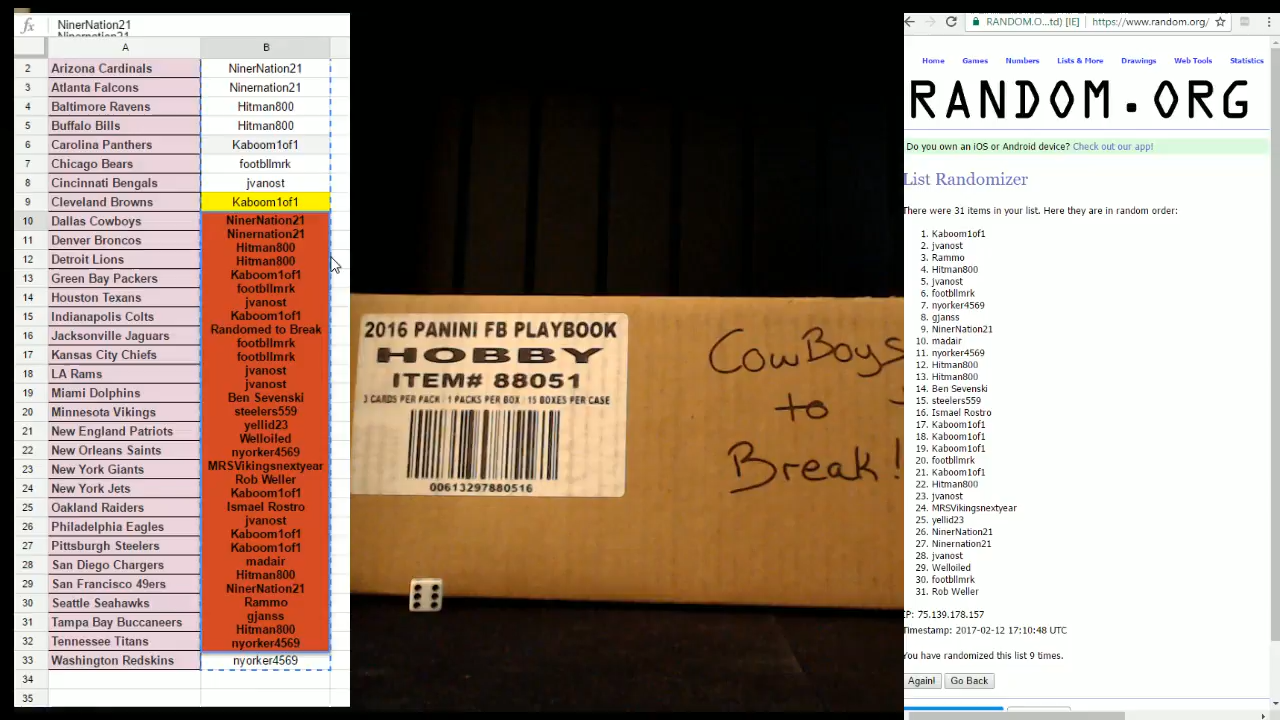 NinerNation21
A
B
2 Arizona Cardinals NinerNation21
3 Atlanta Falcons Ninernation21
4 Baltimore Ravens Hitman800
5 Buffalo Bills Hitman800
6 Carolina Panthers Kaboom1of1
7 Chicago Bears footbllmrk
8 Cincinnati Bengals jvanost
9 Cleveland Browns Kaboom1of1
10 Dallas Cowboys
11 Denver Broncos
12 Detroit Lions
13 Green Bay Packers
14 Houston Texans
15 Indianapolis Colts
16 Jacksonville Jaguars
17 Kansas City Chiefs
18 LA Rams
19 Miami Dolphins
20 Minnesota Vikings
21 New England Patriots
22 New Orleans Saints
23 New York Giants
24 New York Jets
25 Oakland Raiders
26 Philadelphia Eagles
27 Pittsburgh Steelers
28 San Diego Chargers
29 San Francisco 49ers
30 Seattle Seahawks
31 Tampa Bay Buccaneers
32 Tennessee Titans
33 Washington Redskins nyorker4569
34
35
NinerNation21
Ninernation21
Hitman800
Hitman800
Kaboom1of1
footbllmrk
jvanost
Kaboom1of1
Randomed to Break
footbllmrk
footbllmrk
jvanost
jvanost
Ben Sevenski
steelers559
yellid23
Welloiled
nyorker4569
MRSVikingsnextyear
Rob Weller
Kaboom1of1
Ismael Rostro
jvanost
Kaboom1of1
Kaboom1of1
madair
Hitman800
NinerNation21
Rammo
gjanss
Hitman800
nyorker4569
2016 PANINI FB PLAYBOOK
HOBBY
ITEM# 88051
3 CARDS PER PACK | 1 PACKS PER BOX | 15 BOXES PER CASE
00613297880516
CowBoys
to
Break!
RANDOM.O...td) [IE] https://www.random.org/
Home Games Numbers Lists & More Drawings Web Tools Statistics
RANDOM.ORG
Do you own an iOS or Android device? Check out our app!
List Randomizer
There were 31 items in your list. Here they are in random order:
1. Kaboom1of1
2. jvanost
3. Rammo
4. Hitman800
5. jvanost
6. footbllmrk
7. nyorker4569
8. gjanss
9. NinerNation21
10. madair
11. nyorker4569
12. Hitman800
13. Hitman800
14. Ben Sevenski
15. steelers559
16. Ismael Rostro
17. Kaboom1of1
18. Kaboom1of1
19. Kaboom1of1
20. footbllmrk
21. Kaboom1of1
22. Hitman800
23. jvanost
24. MRSVikingsnextyear
25. yellid23
26. NinerNation21
27. Ninernation21
28. jvanost
29. Welloiled
30. footbllmrk
31. Rob Weller
IP: 75.139.178.157
Timestamp: 2017-02-12 17:10:48 UTC
You have randomized this list 9 times.
Again! Go Back